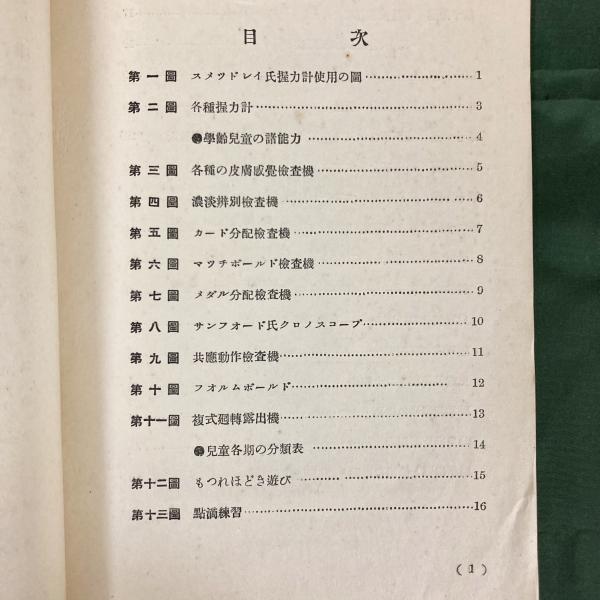 目次
第一圖 スメツドレイ氏握力計使用の圖…………1
第二圖 各種握力計…………3
●學齡兒童の諸能力…………4
第三圖 各種の皮膚感覺檢査機…………5
第四圖 濃淡辨別檢査機…………6
第五圖 カード分配檢査機…………7
第六圖 マツチボールド檢査機…………8
第七圖 メダル分配檢査機…………9
第八圖 サンフオード氏クロノスコープ…………10
第九圖 共應動作檢査機…………11
第十圖 フオルムボールド…………12
第十一圖 複式廻轉露出機…………13
●兒童各期の分類表…………14
第十二圖 もつれほどき遊び…………15
第十三圖 點滴練習…………16
(1)